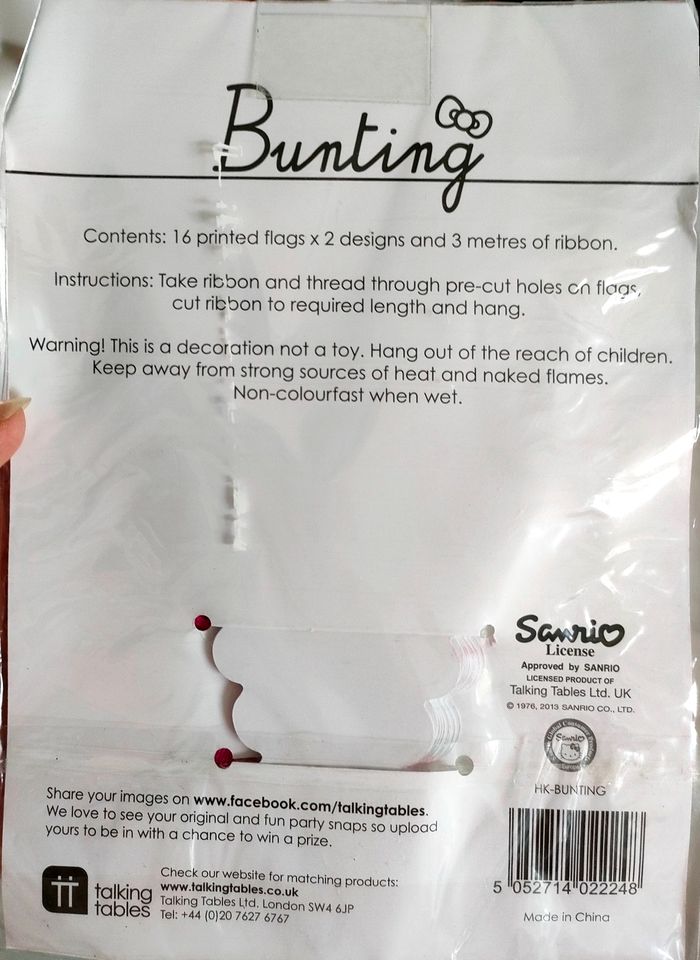 Bunting
Contents: 16 printed flags x 2 designs and 3 metres of ribbon.
Instructions: Take ribbon and thread through pre-cut holes on flags,
cut ribbon to required length and hang.
Warning! This is a decoration not a toy. Hang out of the reach of children.
Keep away from strong sources of heat and naked flames.
Non-colourfast when wet.
Sanrio
License
Approved by SANRIO
LICENSED PRODUCT OF
Talking Tables Ltd. UK
© 1976, 2013 SANRIO CO., LTD.
Sanrio
HK-BUNTING
Share your images on www.facebook.com/talkingtables.
We love to see your original and fun party snaps so upload
yours to be in with a chance to win a prize.
talking
tables
Check our website for matching products:
www.talkingtables.co.uk
Talking Tables Ltd. London SW4 6JP
Tel: +44 (0)20 7627 6767
5 052714 022248
Made in China